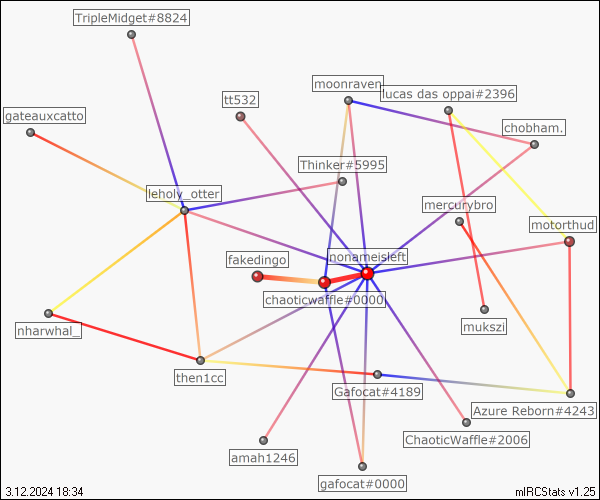 TripleMidget#8824
moonraven
lucas das oppai#2396
tt532
gateauxcatto
chobham.
Thinker#5995
leholy_otter
mercurybro
motorthud
nonameisleft
fakedingo
chaoticwaffle#0000
nharwhal_
mukszi
then1cc
Gafocat#4189
Azure Reborn#4243
ChaoticWaffle#2006
amah1246
gafocat#0000
3.12.2024 18:34
mIRCStats v1.25